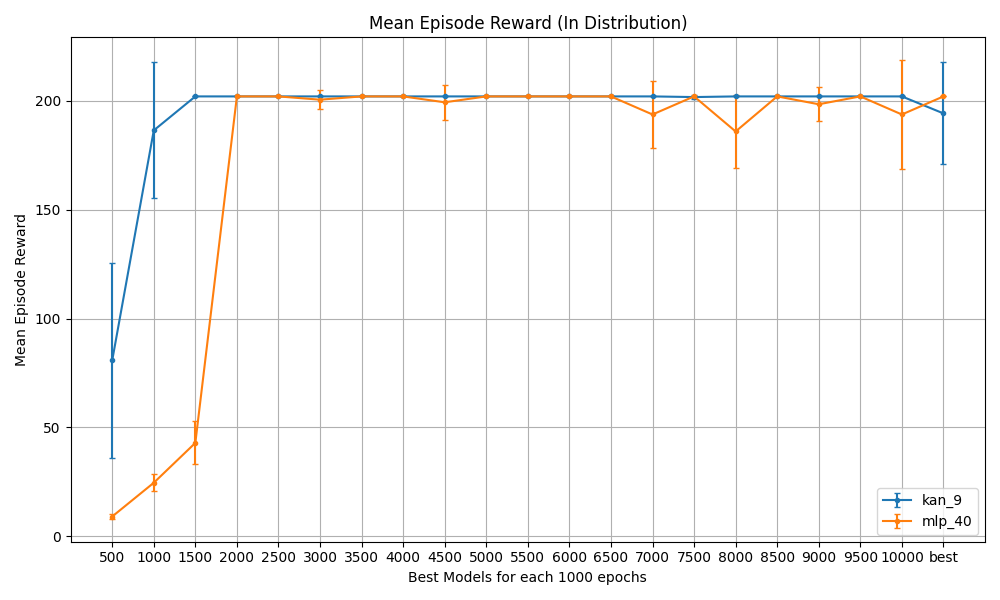 Mean Episode Reward (In Distribution)
Mean Episode Reward
200
150
100
50
0
500 1000 1500 2000 2500 3000 3500 4000 4500 5000 5500 6000 6500 7000 7500 8000 8500 9000 9500 10000 best
Best Models for each 1000 epochs
kan_9
mlp_40